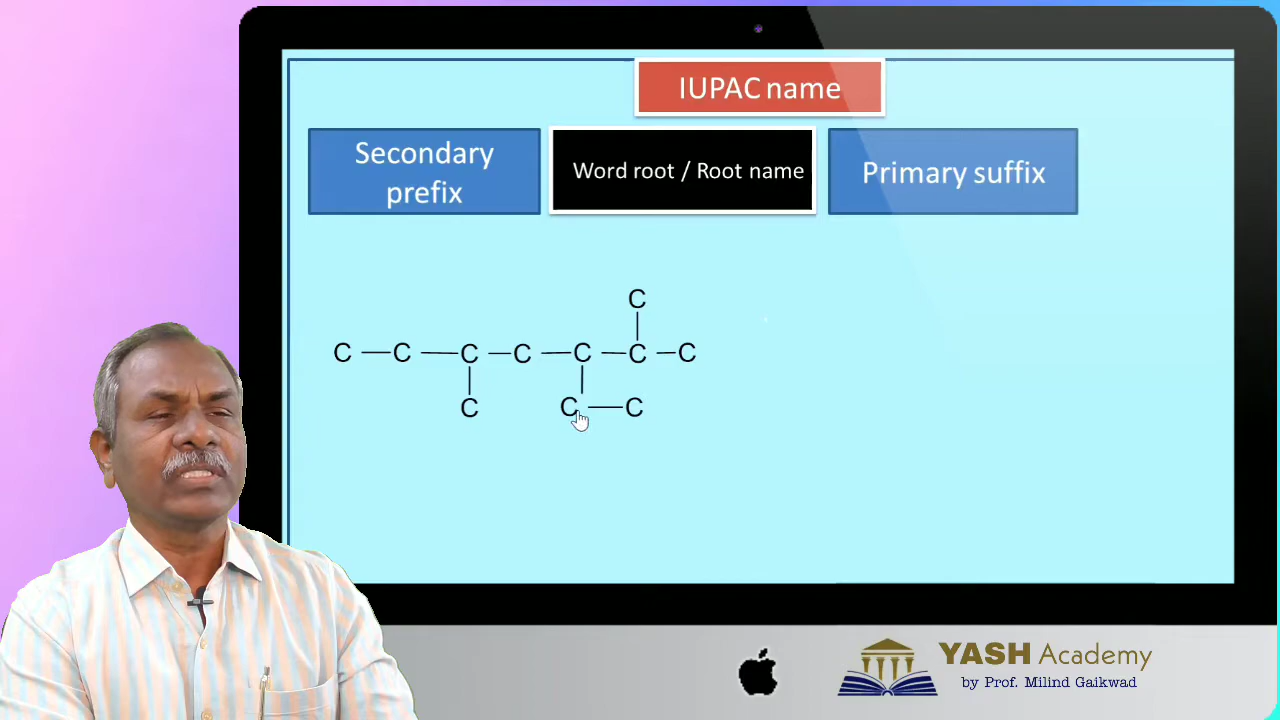 IUPAC name
Secondary
prefix
Word root / Root name
Primary suffix
C
C — C — C — C — C — C — C
C
C — C
YASH Academy
by Prof. Milind Gaikwad